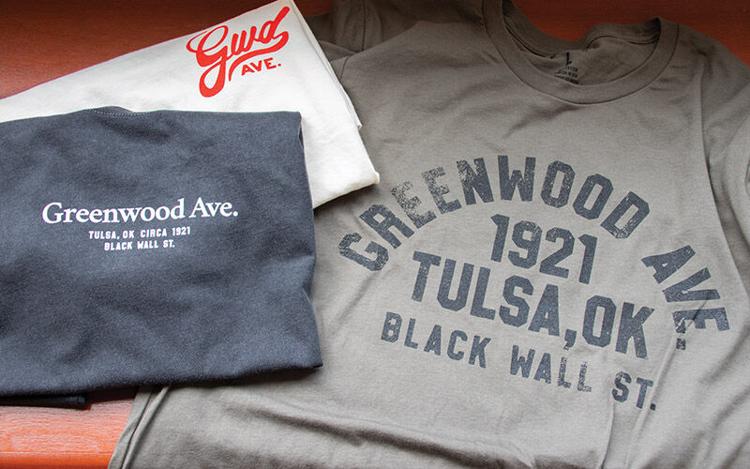 Gwd
AVE.
Greenwood Ave.
TULSA, OK CIRCA 1921
BLACK WALL ST.
L
GREENWOOD AVE.
1921
TULSA, OK
BLACK WALL ST.